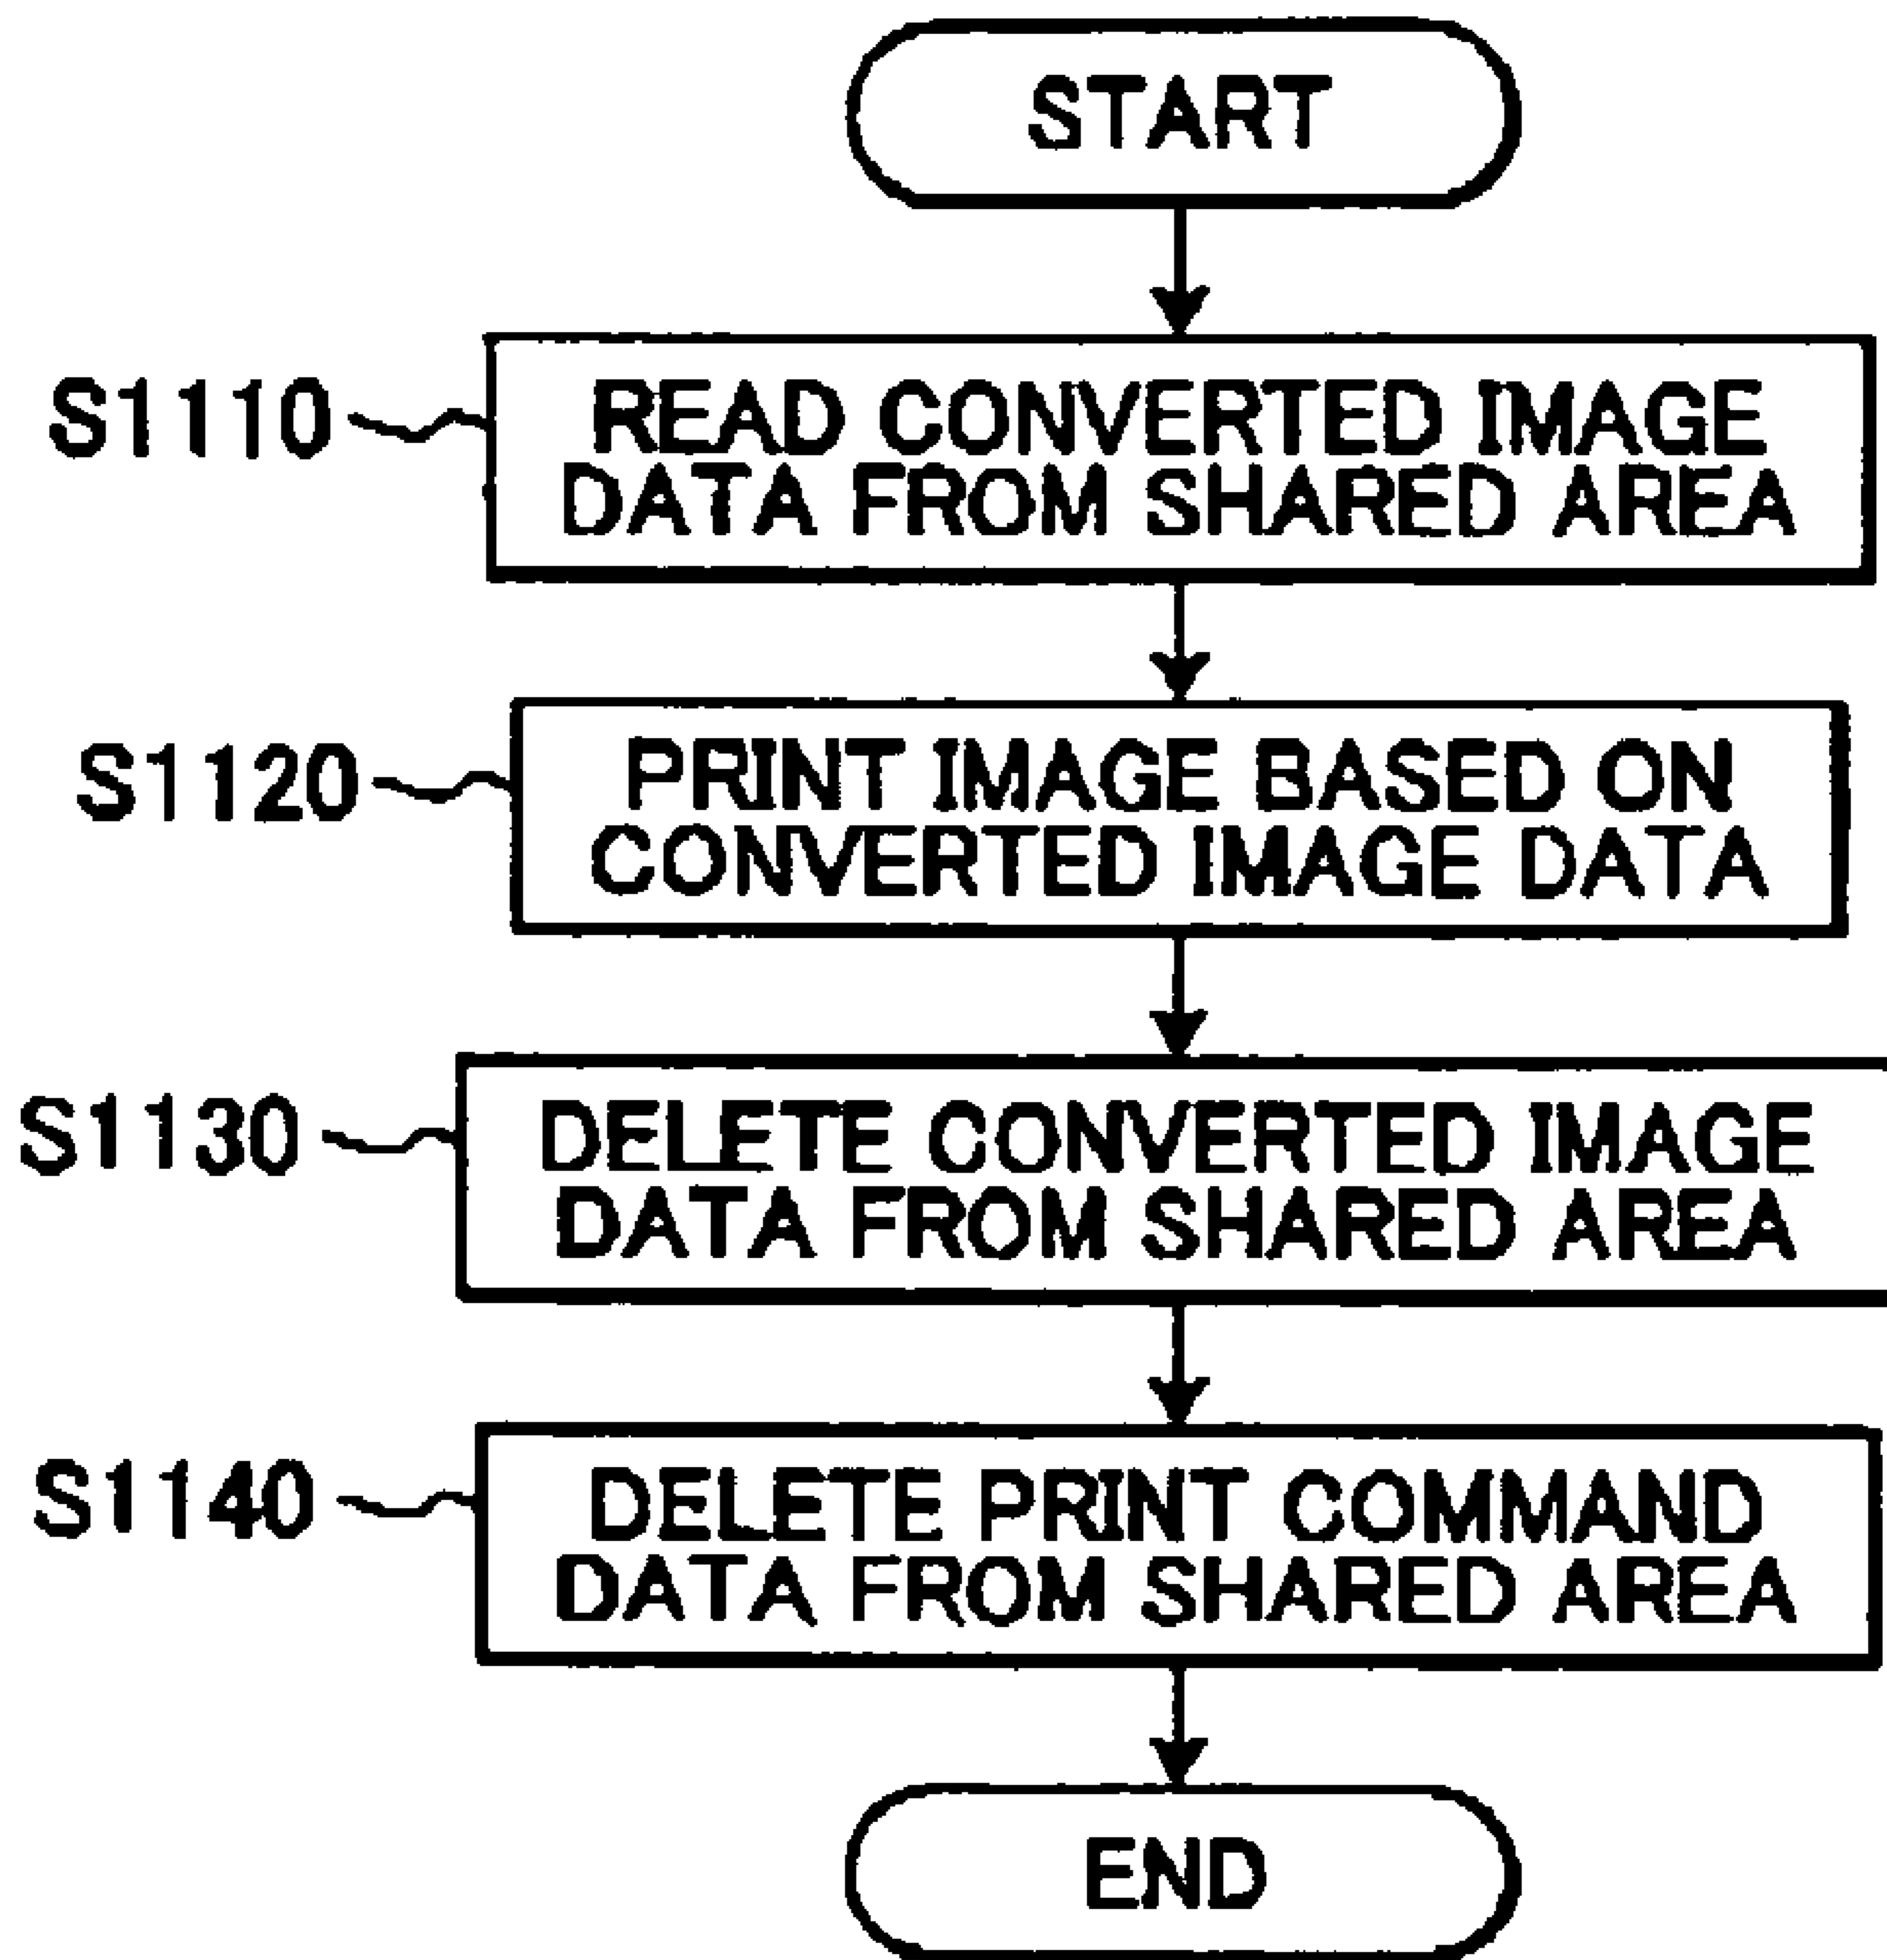 START
S1110
READ CONVERTED IMAGE
DATA FROM SHARED AREA
S1120
PRINT IMAGE BASED ON
CONVERTED IMAGE DATA
S1130
DELETE CONVERTED IMAGE
DATA FROM SHARED AREA
S1140
DELETE PRINT COMMAND
DATA FROM SHARED AREA
END